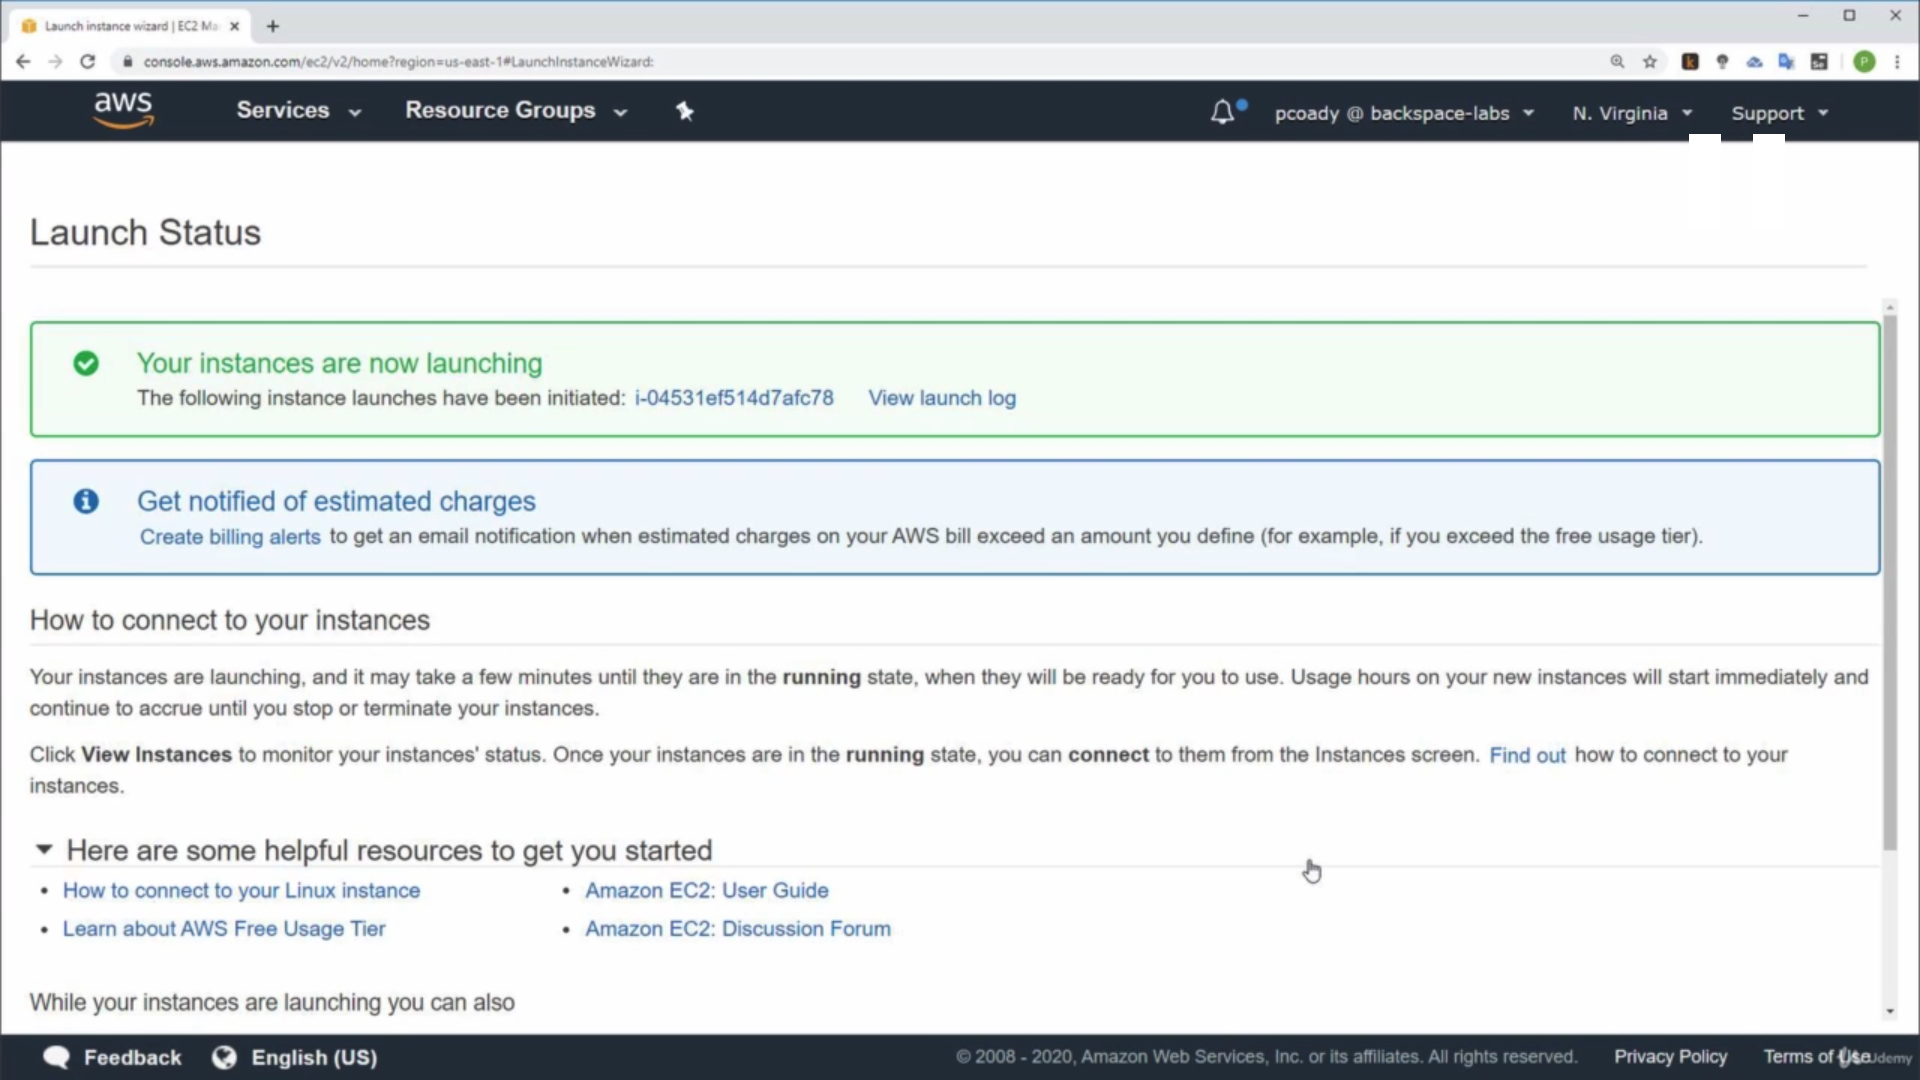 Launch instance wizard | EC2 Ma
console.aws.amazon.com/ec2/v2/home?region=us-east-1#LaunchInstanceWizard:
P
aws Services Resource Groups pcoady @ backspace-labs N. Virginia Support
Launch Status
Your instances are now launching
The following instance launches have been initiated: i-04531ef514d7afc78 View launch log
Get notified of estimated charges
Create billing alerts to get an email notification when estimated charges on your AWS bill exceed an amount you define (for example, if you exceed the free usage tier).
How to connect to your instances
Your instances are launching, and it may take a few minutes until they are in the running state, when they will be ready for you to use. Usage hours on your new instances will start immediately and
continue to accrue until you stop or terminate your instances.
Click View Instances to monitor your instances' status. Once your instances are in the running state, you can connect to them from the Instances screen. Find out how to connect to your
instances.
Here are some helpful resources to get you started
• How to connect to your Linux instance • Amazon EC2: User Guide
• Learn about AWS Free Usage Tier • Amazon EC2: Discussion Forum
While your instances are launching you can also
Feedback English (US) © 2008 - 2020, Amazon Web Services, Inc. or its affiliates. All rights reserved. Privacy Policy Terms of Use